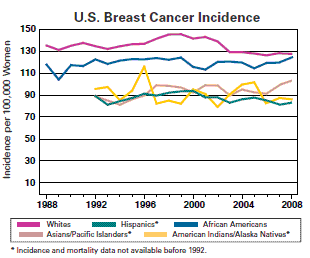 U.S. Breast Cancer Incidence
Incidence per 100,000 Women
150
130
110
90
70
50
30
10
1988 1992 1996 2000 2004 2008
Whites Hispanics* African Americans
Asians/Pacific Islanders* American Indians/Alaska Natives*
* Incidence and mortality data not available before 1992.